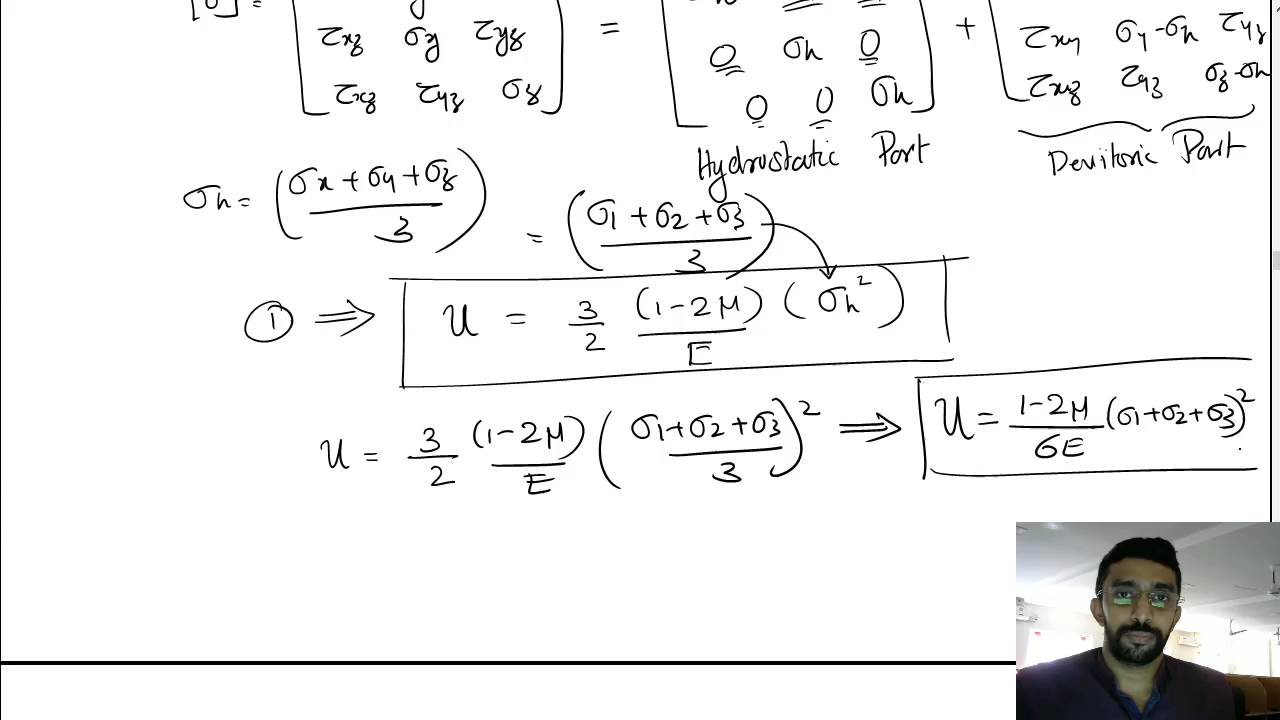 [σ] =
τxz σy τyz = 0 σh 0 + τxy σy-σh τyz
τxz τyz σz 0 0 σh τxz τyz σz-σh
Hydrostatic Part Devitoric Part
σh = (σx + σy + σz / 3) = (σ1 + σ2 + σ3 / 3)
① ⇒ U = 3/2 (1-2μ)/E (σh²)
U = 3/2 (1-2μ)/E (σ1+σ2+σ3 / 3)² ⇒ U = 1-2μ/6E (σ1+σ2+σ3)²